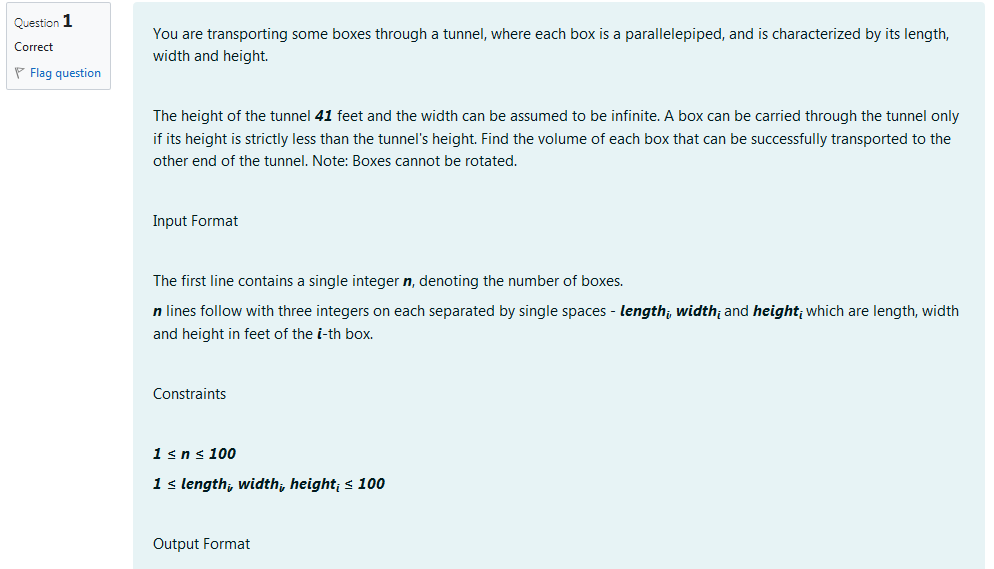 Question 1
Correct
Flag question
You are transporting some boxes through a tunnel, where each box is a parallelepiped, and is characterized by its length,
width and height.
The height of the tunnel 41 feet and the width can be assumed to be infinite. A box can be carried through the tunnel only
if its height is strictly less than the tunnel's height. Find the volume of each box that can be successfully transported to the
other end of the tunnel. Note: Boxes cannot be rotated.
Input Format
The first line contains a single integer n, denoting the number of boxes.
n lines follow with three integers on each separated by single spaces - lengthi, widthi and heighti which are length, width
and height in feet of the i-th box.
Constraints
1 ≤ n ≤ 100
1 ≤ lengthi, widthi, heighti ≤ 100
Output Format